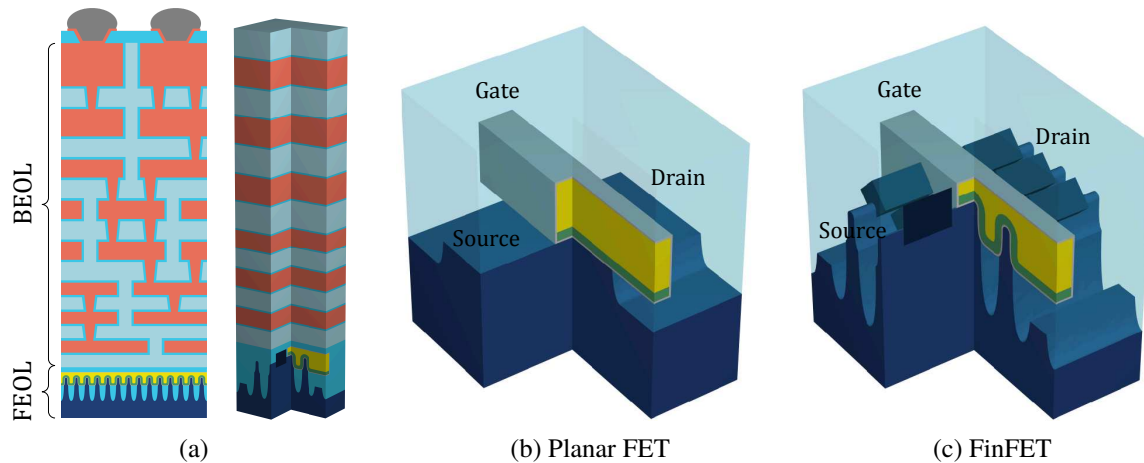 BEOL
FEOL
Gate
Source
Drain
Gate
Source
Drain
(a)
(b) Planar FET
(c) FinFET